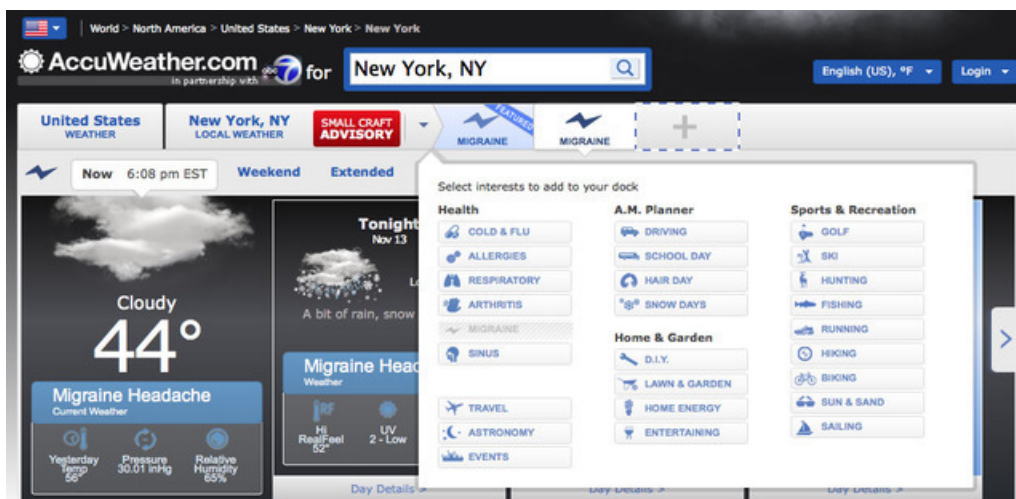 World > North America > United States > New York > New York
AccuWeather.com
in partnership with abc 7 for
New York, NY
English (US), °F
Login
United States
WEATHER
New York, NY
LOCAL WEATHER
SMALL CRAFT
ADVISORY
FEATURED
MIGRAINE
MIGRAINE
+
Now 6:08 pm EST
Weekend
Extended
Select interests to add to your dock
Health
COLD & FLU
ALLERGIES
RESPIRATORY
ARTHRITIS
MIGRAINE
SINUS
TRAVEL
ASTRONOMY
EVENTS
A.M. Planner
DRIVING
SCHOOL DAY
HAIR DAY
SNOW DAYS
Home & Garden
D.I.Y.
LAWN & GARDEN
HOME ENERGY
ENTERTAINING
Sports & Recreation
GOLF
SKI
HUNTING
FISHING
RUNNING
HIKING
BIKING
SUN & SAND
SAILING
Cloudy
44°
Migraine Headache
Current Weather
Yesterday
Temp
56°
Pressure
30.01 inHg
Relative
Humidity
65%
Tonight
Nov 13
Lo
A bit of rain, snow
Migraine Head
Weather
RF
Hi
RealFeel
52°
UV
2 - Low
Day Details >
Day Details >
Day Details >